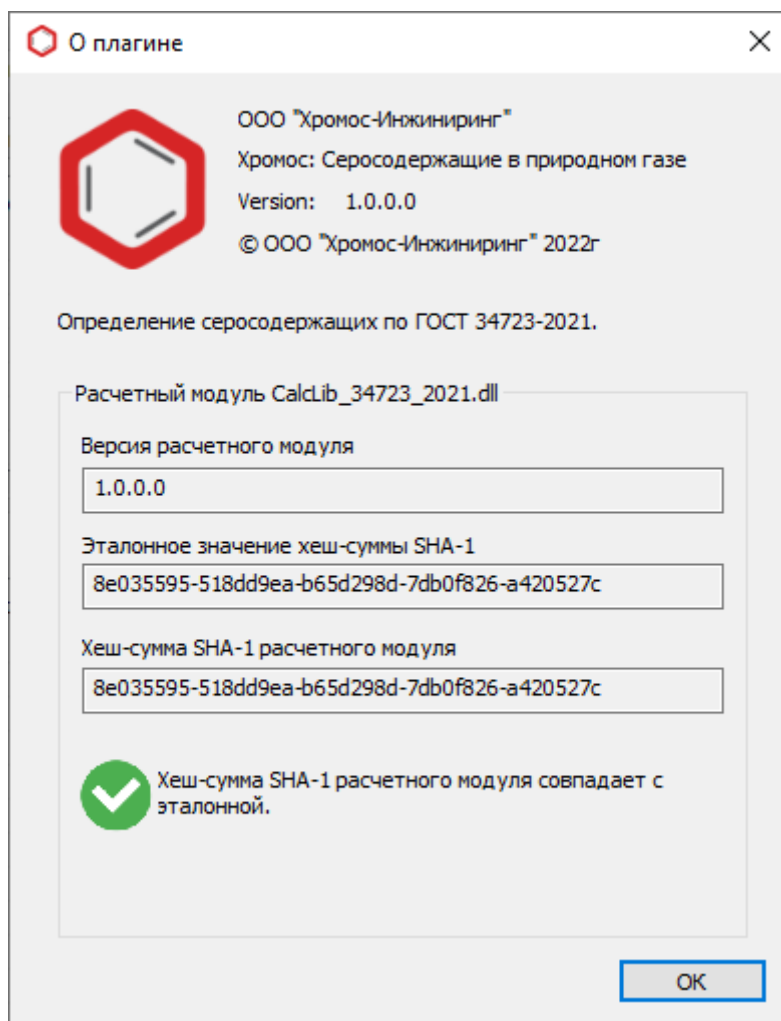 О плагине
ООО "Хромос-Инжиниринг"
Хромос: Серосодержащие в природном газе
Version: 1.0.0.0
© ООО "Хромос-Инжиниринг" 2022г
Определение серосодержащих по ГОСТ 34723-2021.
Расчетный модуль CalcLib_34723_2021.dll
Версия расчетного модуля
1.0.0.0
Эталонное значение хеш-суммы SHA-1
8e035595-518dd9ea-b65d298d-7db0f826-a420527c
Хеш-сумма SHA-1 расчетного модуля
8e035595-518dd9ea-b65d298d-7db0f826-a420527c
Хеш-сумма SHA-1 расчетного модуля совпадает с
эталонной.
ОК